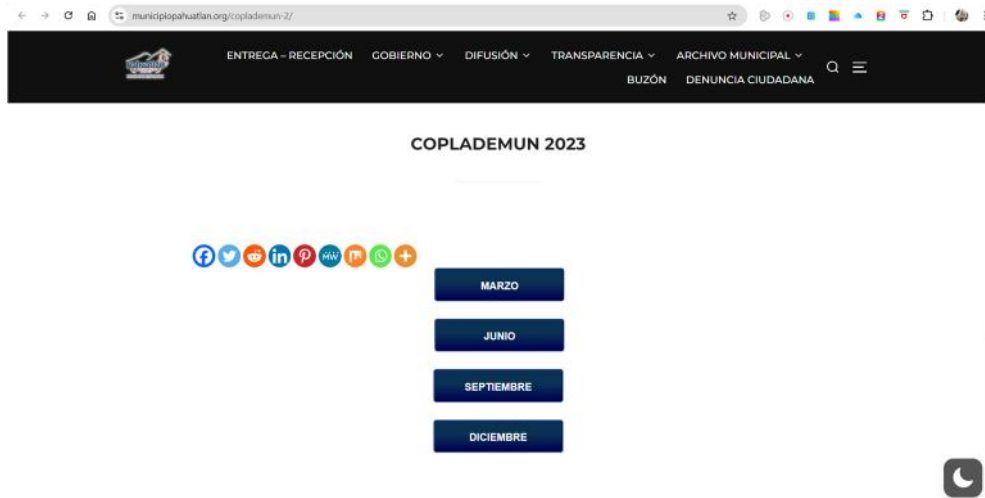 municipiopahuatlan.org/coplademun-2/
ENTREGA – RECEPCIÓN GOBIERNO DIFUSIÓN TRANSPARENCIA ARCHIVO MUNICIPAL
BUZÓN DENUNCIA CIUDADANA
COPLADEMUN 2023
MARZO
JUNIO
SEPTIEMBRE
DICIEMBRE